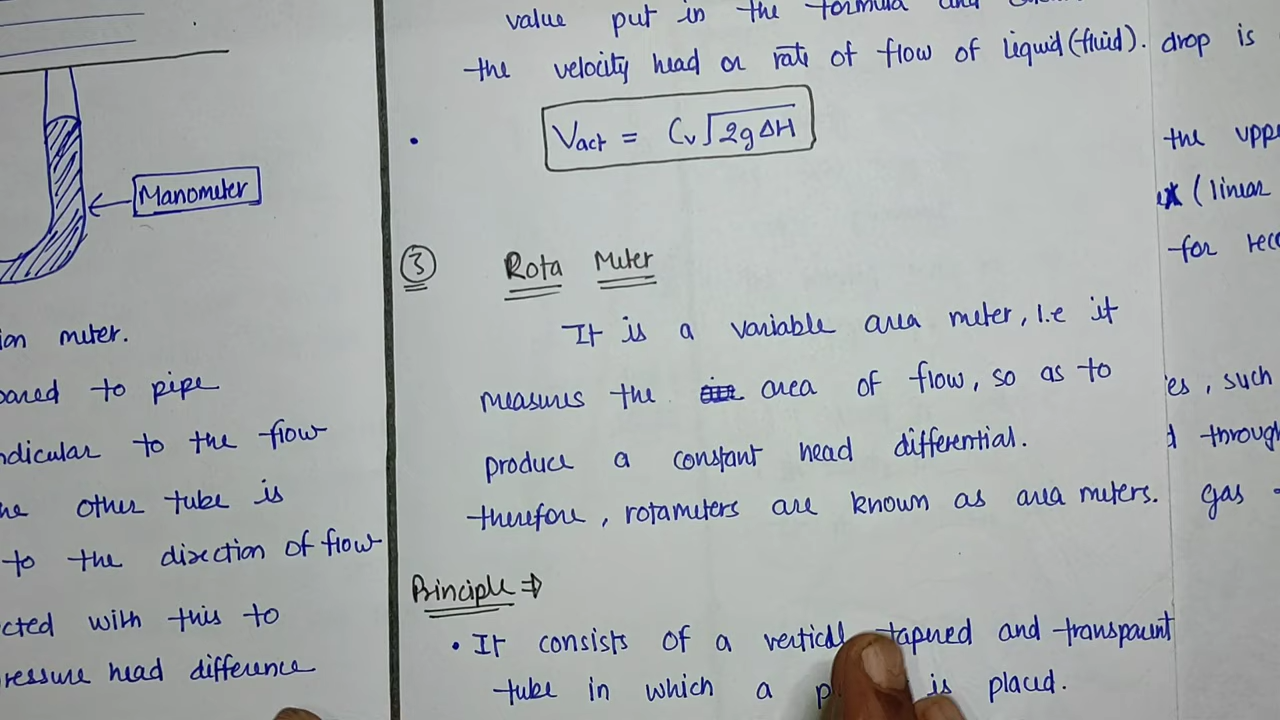 Manometer
ion meter.
pared to pipe
ndicular to the flow
he other tube is
to the direction of flow
cted with this to
ressure head difference
value put in the formula and
the velocity head or rate of flow of liquid (fluid).
• Vact = Cv√2gΔH
③ Rota Meter
It is a variable area meter, i.e it
measures the area of flow, so as to
produce a constant head differential.
therefore, rotameters are known as area meters.
Principle ⇒
• It consists of a vertical tapered and transparent
tube in which a is placed.
drop is
the uppe
(linear
for reco
es, such
d through
gas